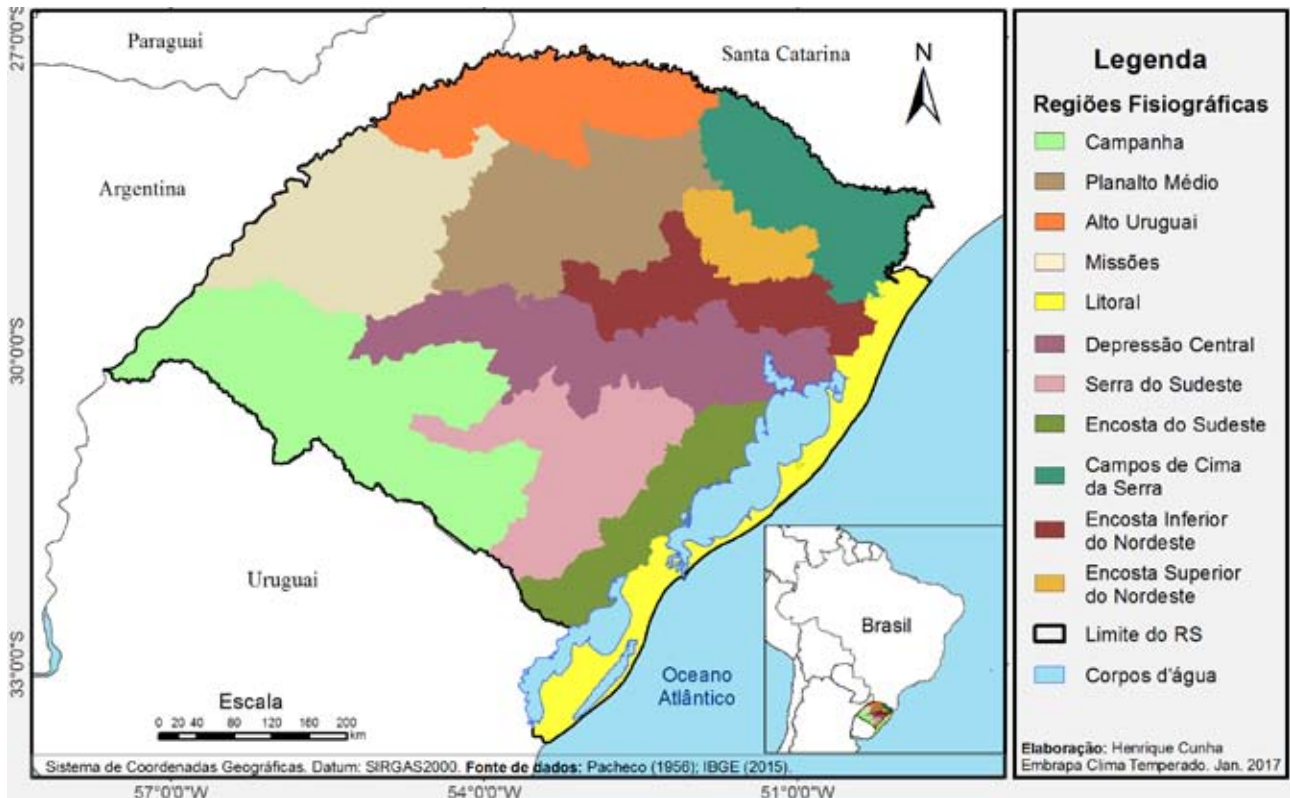 Paraguai
Santa Catarina
N
Argentina
Uruguai
Oceano
Atlântico
Brasil
Escala
0 20 40 80 120 160 200
km
Sistema de Coordenadas Geográficas. Datum: SIRGAS2000. Fonte de dados: Pacheco (1956); IBGE (2015).
27°0'0"S
30°0'0"S
33°0'0"S
57°0'0"W
54°0'0"W
51°0'0"W
Legenda
Regiões Fisiográficas
Campanha
Planalto Médio
Alto Uruguai
Missões
Litoral
Depressão Central
Serra do Sudeste
Encosta do Sudeste
Campos de Cima
da Serra
Encosta Inferior
do Nordeste
Encosta Superior
do Nordeste
Limite do RS
Corpos d'água
Elaboração: Henrique Cunha
Embrapa Clima Temperado. Jan. 2017